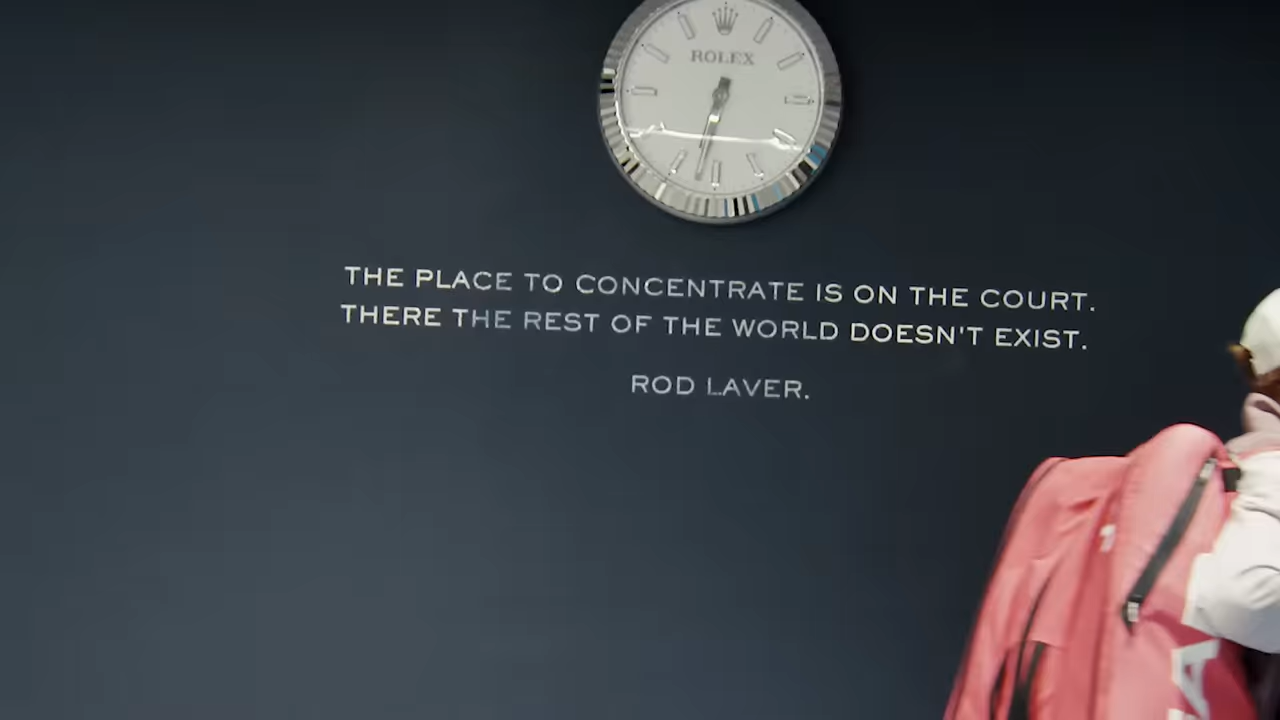 ROLEX
THE PLACE TO CONCENTRATE IS ON THE COURT.
THERE THE REST OF THE WORLD DOESN'T EXIST.
ROD LAVER.